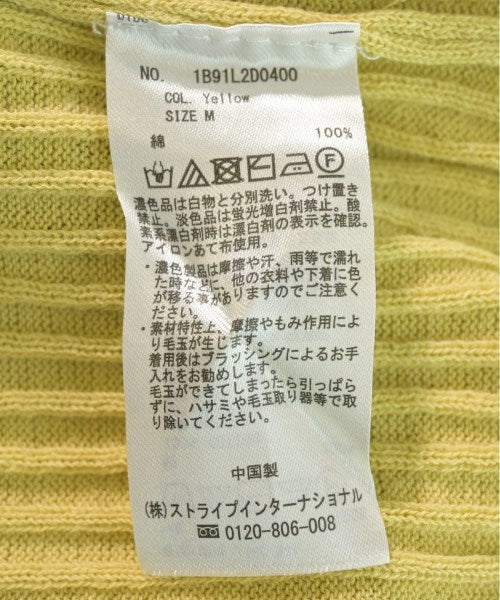 NO. 1B91L2D0400
COL. Yellow
SIZE M
綿 100%
濃色品は白物と分別洗い。つけ置き
禁止。淡色品は蛍光増白剤禁止。酸
素系漂白剤時は漂白剤の表示を確認。
アイロンあて布使用。
・濃色製品は摩擦や汗、雨等で濡れ
た時などに、他の衣料や下着に色
が移る事がありますのでご注意く
ださい。
・素材特性上、摩擦やもみ作用によ
り毛玉が生じます。
着用後はブラッシングによるお手
入れをお勧めします。
毛玉ができてしまったら引っぱら
ずに、ハサミや毛玉取り器等で取
り除いてください。
中国製
(株)ストライプインターナショナル
0120-806-008